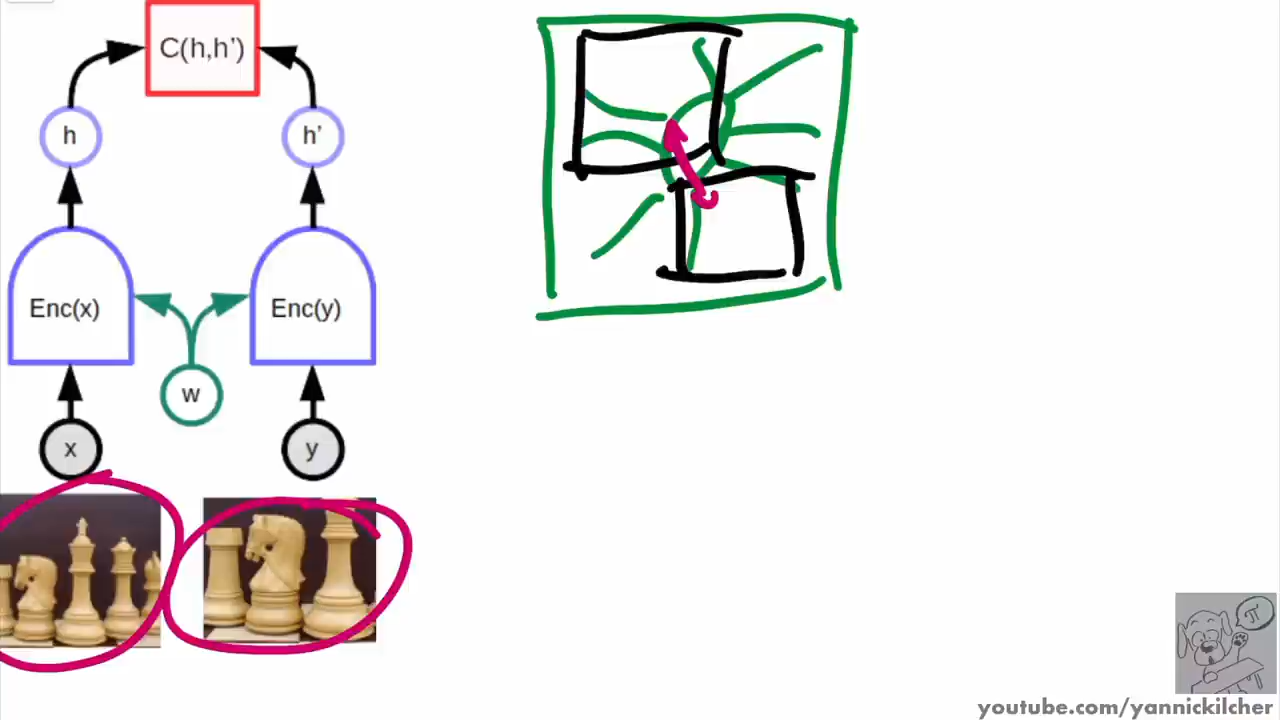 C(h,h')
h
h'
Enc(x)
Enc(y)
w
x
y
π
youtube.com/yannickilcher